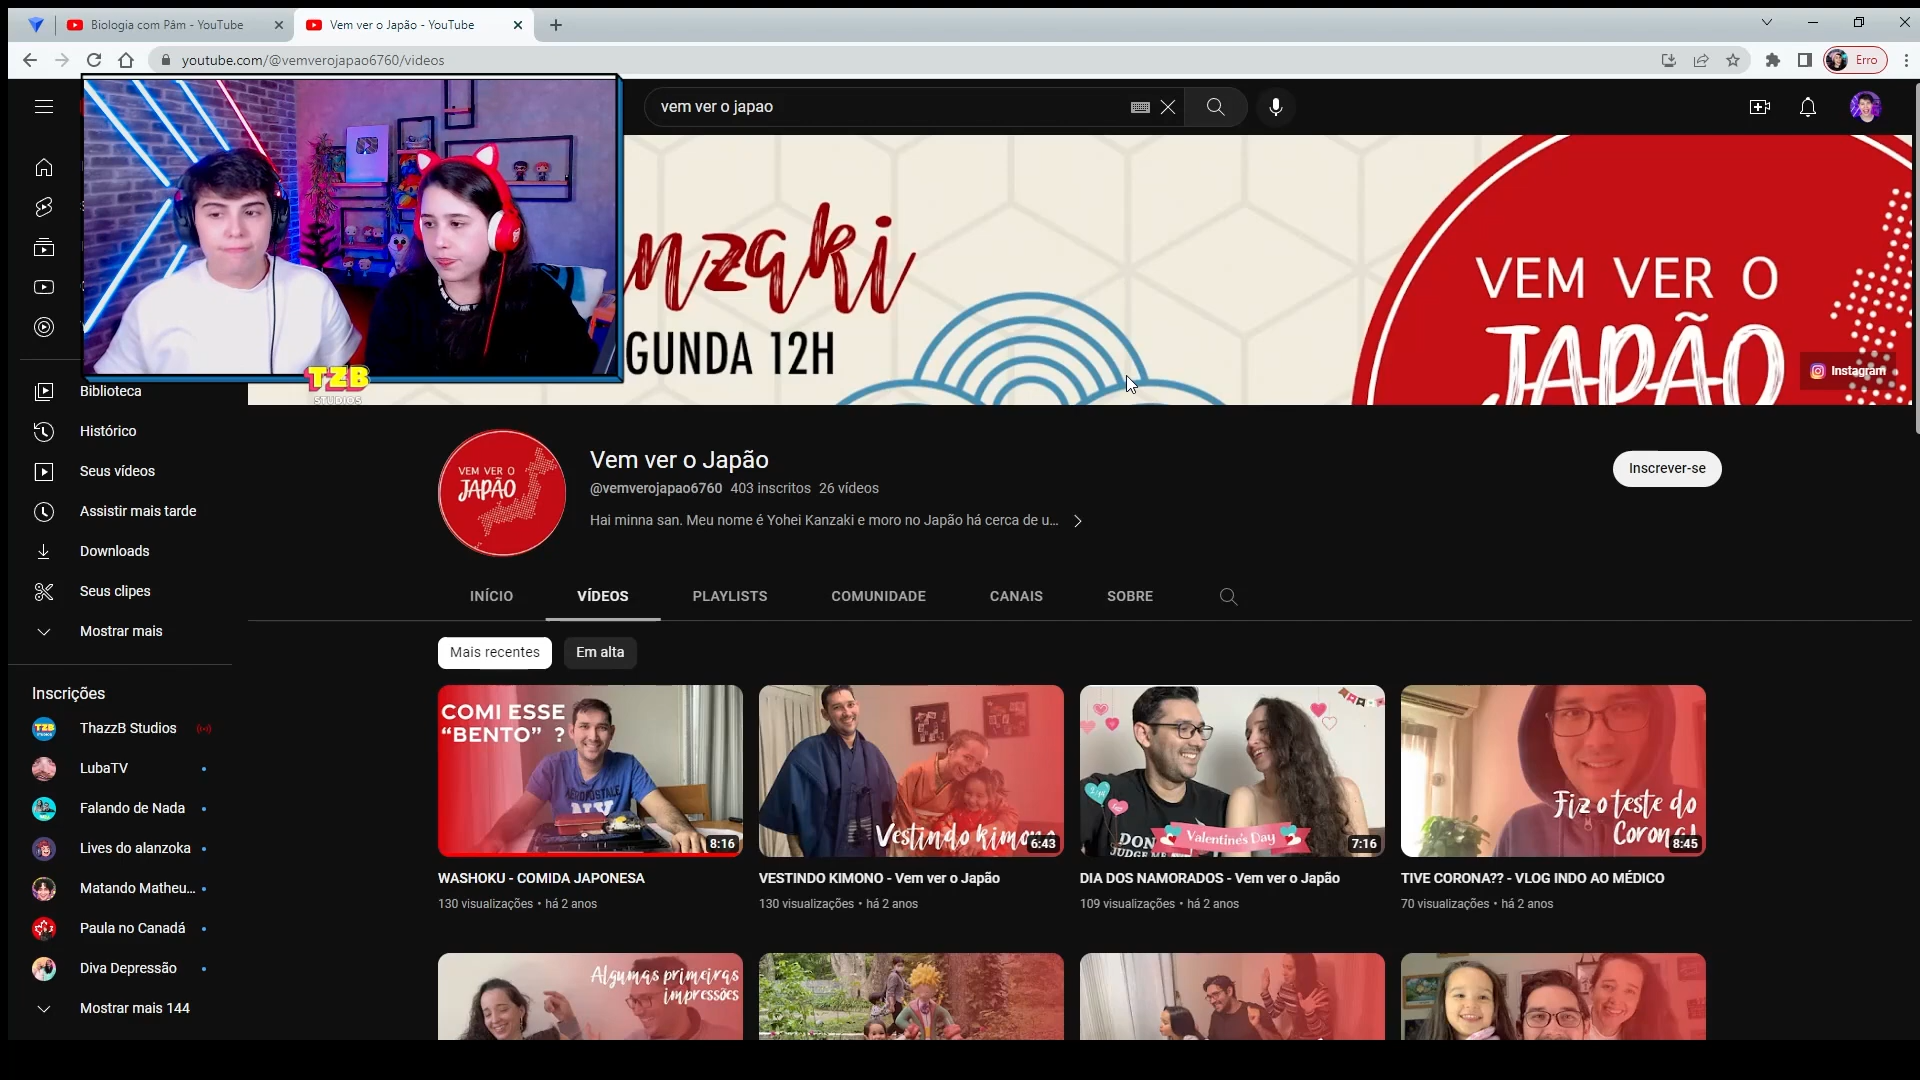 Biologia com Pâm - YouTube
Vem ver o Japão - YouTube
youtube.com/@vemverojapao6760/videos
Erro
vem ver o japao
nzaki
GUNDA 12H
VEM VER O
JAPÃO
Instagram
TZB
STUDIOS
Biblioteca
Histórico
Seus vídeos
Assistir mais tarde
Downloads
Seus clipes
Mostrar mais
Inscrições
TZB
ThazzB Studios
LubaTV
Falando de Nada
Lives do alanzoka
Matando Matheu...
Paula no Canadá
Diva Depressão
Mostrar mais 144
VEM VER O
JAPÃO
Vem ver o Japão
@vemverojapao6760 403 inscritos 26 vídeos
Hai minna san. Meu nome é Yohei Kanzaki e moro no Japão há cerca de u...
Inscrever-se
INÍCIO VÍDEOS PLAYLISTS COMUNIDADE CANAIS SOBRE
Mais recentes Em alta
COMI ESSE
“BENTO” ?
AEROPOSTALE
NY
8:16
WASHOKU - COMIDA JAPONESA
130 visualizações • há 2 anos
Vestindo kimono
6:43
VESTINDO KIMONO - Vem ver o Japão
130 visualizações • há 2 anos
DON
JUDGE ME
Valentine's Day
7:16
DIA DOS NAMORADOS - Vem ver o Japão
109 visualizações • há 2 anos
Fiz o teste do
Corona!
8:45
TIVE CORONA?? - VLOG INDO AO MÉDICO
70 visualizações • há 2 anos
Algumas primeiras
impressões